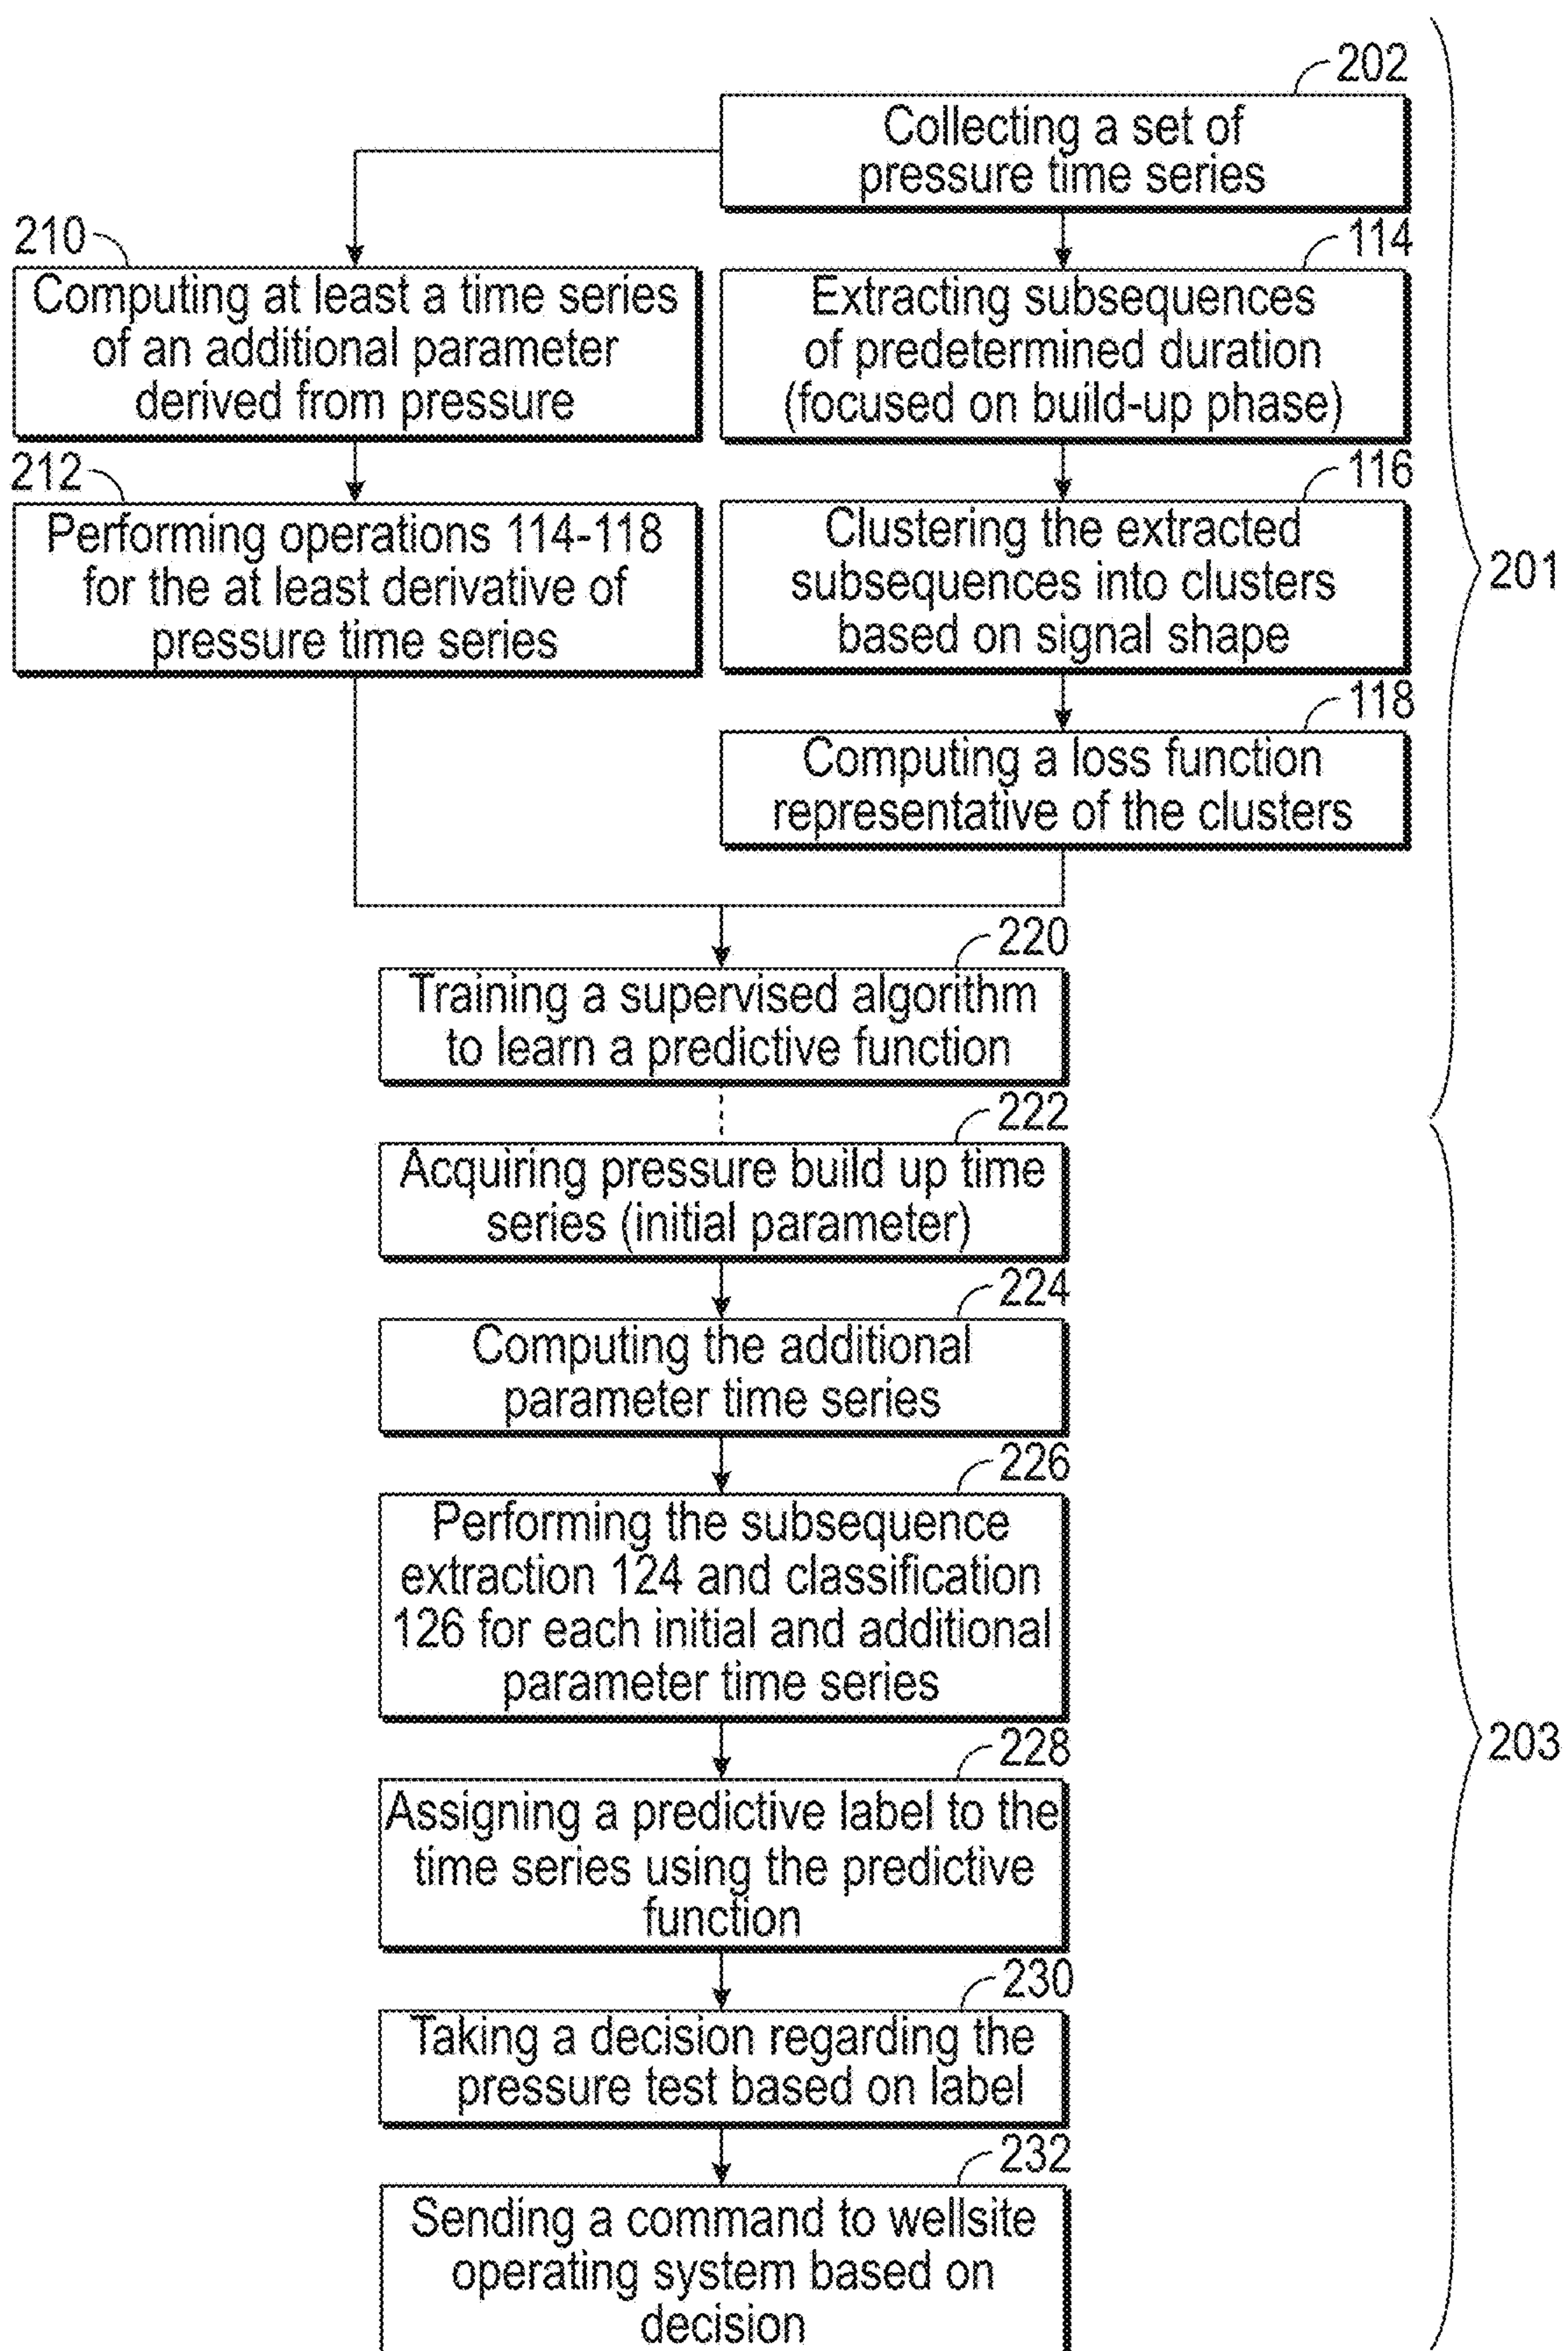 202
Collecting a set of
pressure time series
210
Computing at least a time series
of an additional parameter
derived from pressure
114
Extracting subsequences
of predetermined duration
(focused on build-up phase)
212
Performing operations 114-118
for the at least derivative of
pressure time series
116
Clustering the extracted
subsequences into clusters
based on signal shape
201
118
Computing a loss function
representative of the clusters
220
Training a supervised algorithm
to learn a predictive function
222
Acquiring pressure build up time
series (initial parameter)
224
Computing the additional
parameter time series
226
Performing the subsequence
extraction 124 and classification
126 for each initial and additional
parameter time series
203
228
Assigning a predictive label to the
time series using the predictive
function
230
Taking a decision regarding the
pressure test based on label
232
Sending a command to wellsite
operating system based on
decision